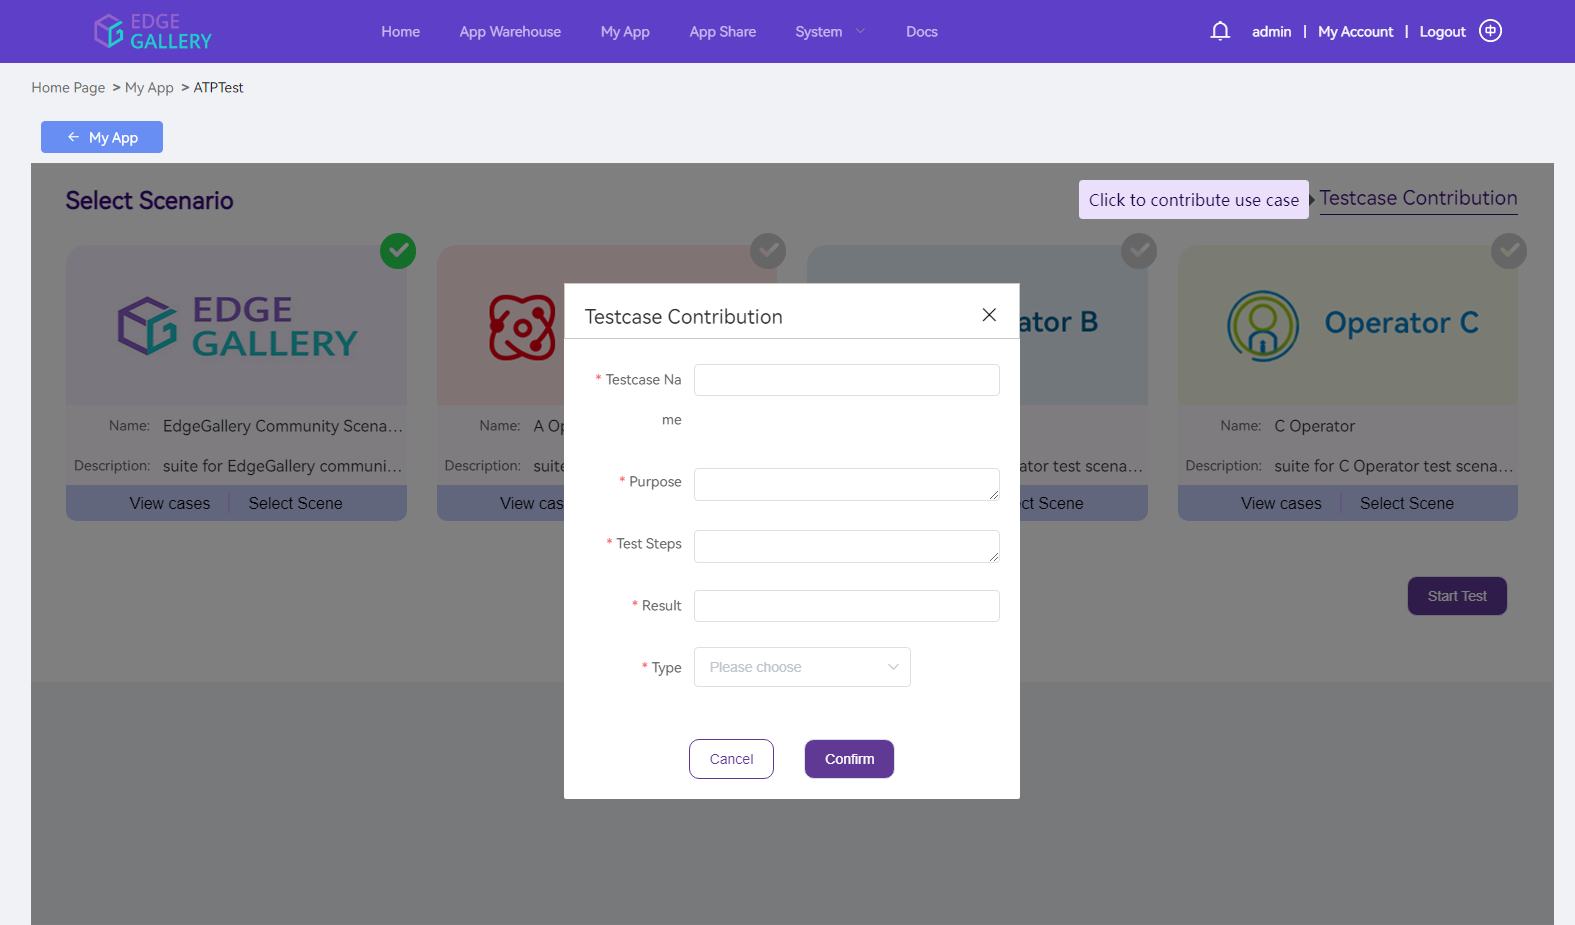 EDGE
GALLERY
Home
App Warehouse
My App
App Share
System
Docs
admin | My Account | Logout 中
Home Page > My App > ATPTest
← My App
Select Scenario
Click to contribute use case
Testcase Contribution
EDGE
GALLERY
Name: EdgeGallery Community Scena...
Description: suite for EdgeGallery communi...
View cases
Select Scene
Name: A Op
Description: suite
View cas
ator B
ator test scena...
ct Scene
Operator C
Name: C Operator
Description: suite for C Operator test scena...
View cases
Select Scene
Start Test
Testcase Contribution
* Testcase Na
me
* Purpose
* Test Steps
* Result
* Type
Please choose
Cancel
Confirm